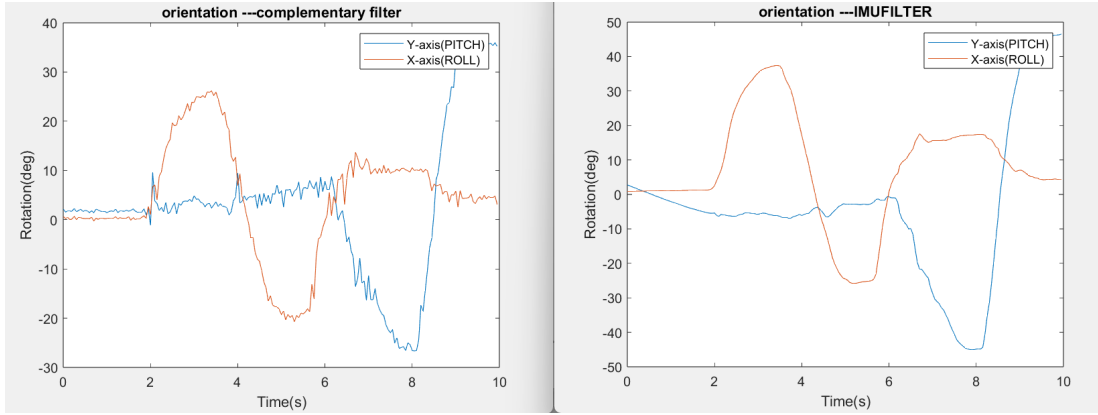 orientation ---complementary filter
40
30
20
10
0
-10
-20
-30
Rotation(deg)
Y-axis(PITCH)
X-axis(ROLL)
0 2 4 6 8 10
Time(s)
orientation ---IMUFILTER
50
40
30
20
10
0
-10
-20
-30
-40
-50
Rotation(deg)
Y-axis(PITCH)
X-axis(ROLL)
0 2 4 6 8 10
Time(s)